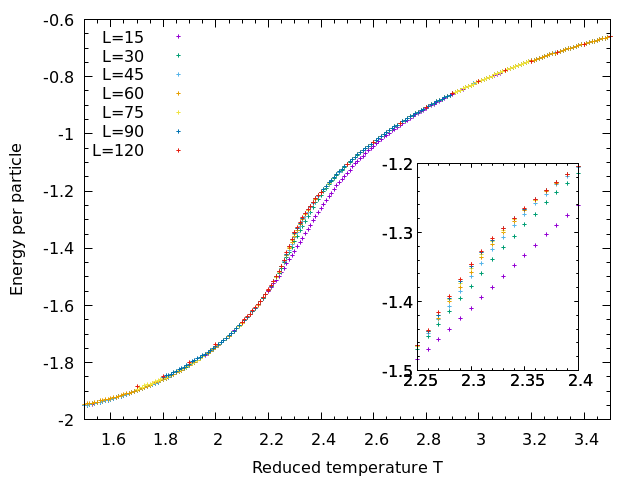 -0.6
-0.8
-1
-1.2
-1.4
-1.6
-1.8
-2
Energy per particle
L=15
L=30
L=45
L=60
L=75
L=90
L=120
-1.2
-1.3
-1.4
-1.5
2.25 2.3 2.35 2.4
1.6 1.8 2 2.2 2.4 2.6 2.8 3 3.2 3.4
Reduced temperature T